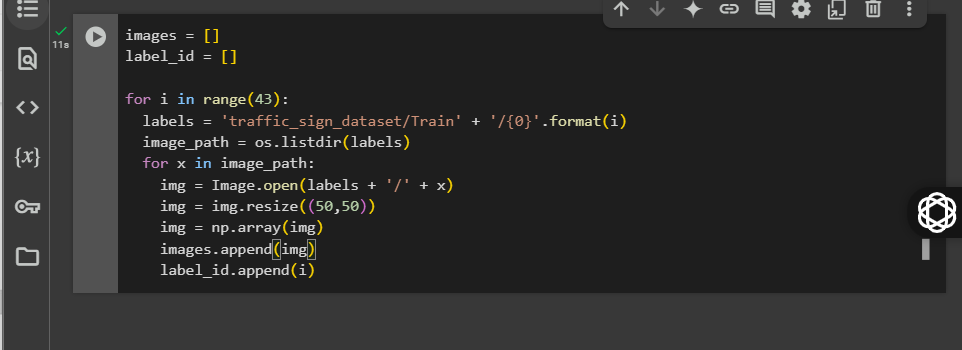 11s
images = []
label_id = []

for i in range(43):
  labels = 'traffic_sign_dataset/Train' + '/{0}'.format(i)
  image_path = os.listdir(labels)
  for x in image_path:
    img = Image.open(labels + '/' + x)
    img = img.resize((50,50))
    img = np.array(img)
    images.append(img)
    label_id.append(i)
{x}